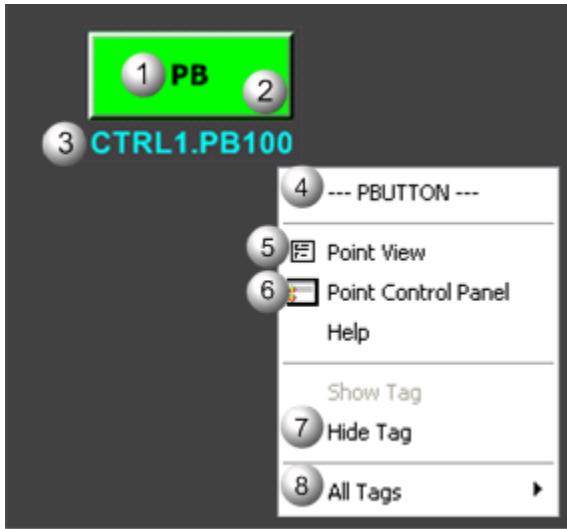 1 PB 2
3 CTRL1.PB100
4 --- PBUTTON ---
5 Point View
6 Point Control Panel
Help
Show Tag
7 Hide Tag
8 All Tags